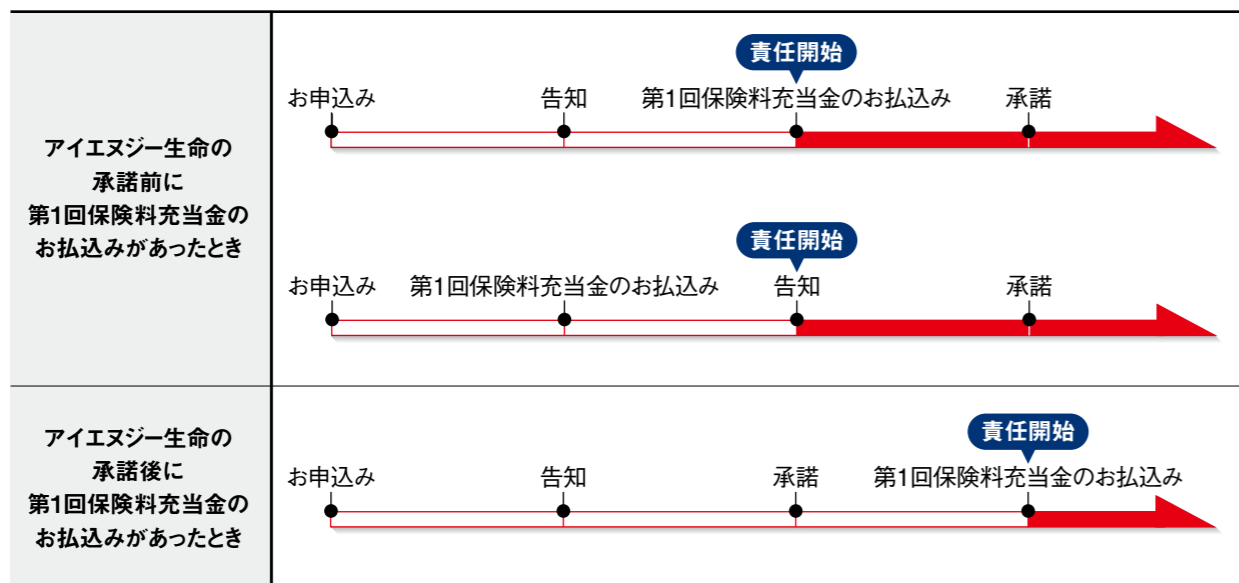 アイエヌジー生命の
承諾前に
第1回保険料充当金の
お払込みがあったとき
責任開始
お申込み 告知 第1回保険料充当金のお払込み 承諾
責任開始
お申込み 第1回保険料充当金のお払込み 告知 承諾
アイエヌジー生命の
承諾後に
第1回保険料充当金の
お払込みがあったとき
責任開始
お申込み 告知 承諾 第1回保険料充当金のお払込み